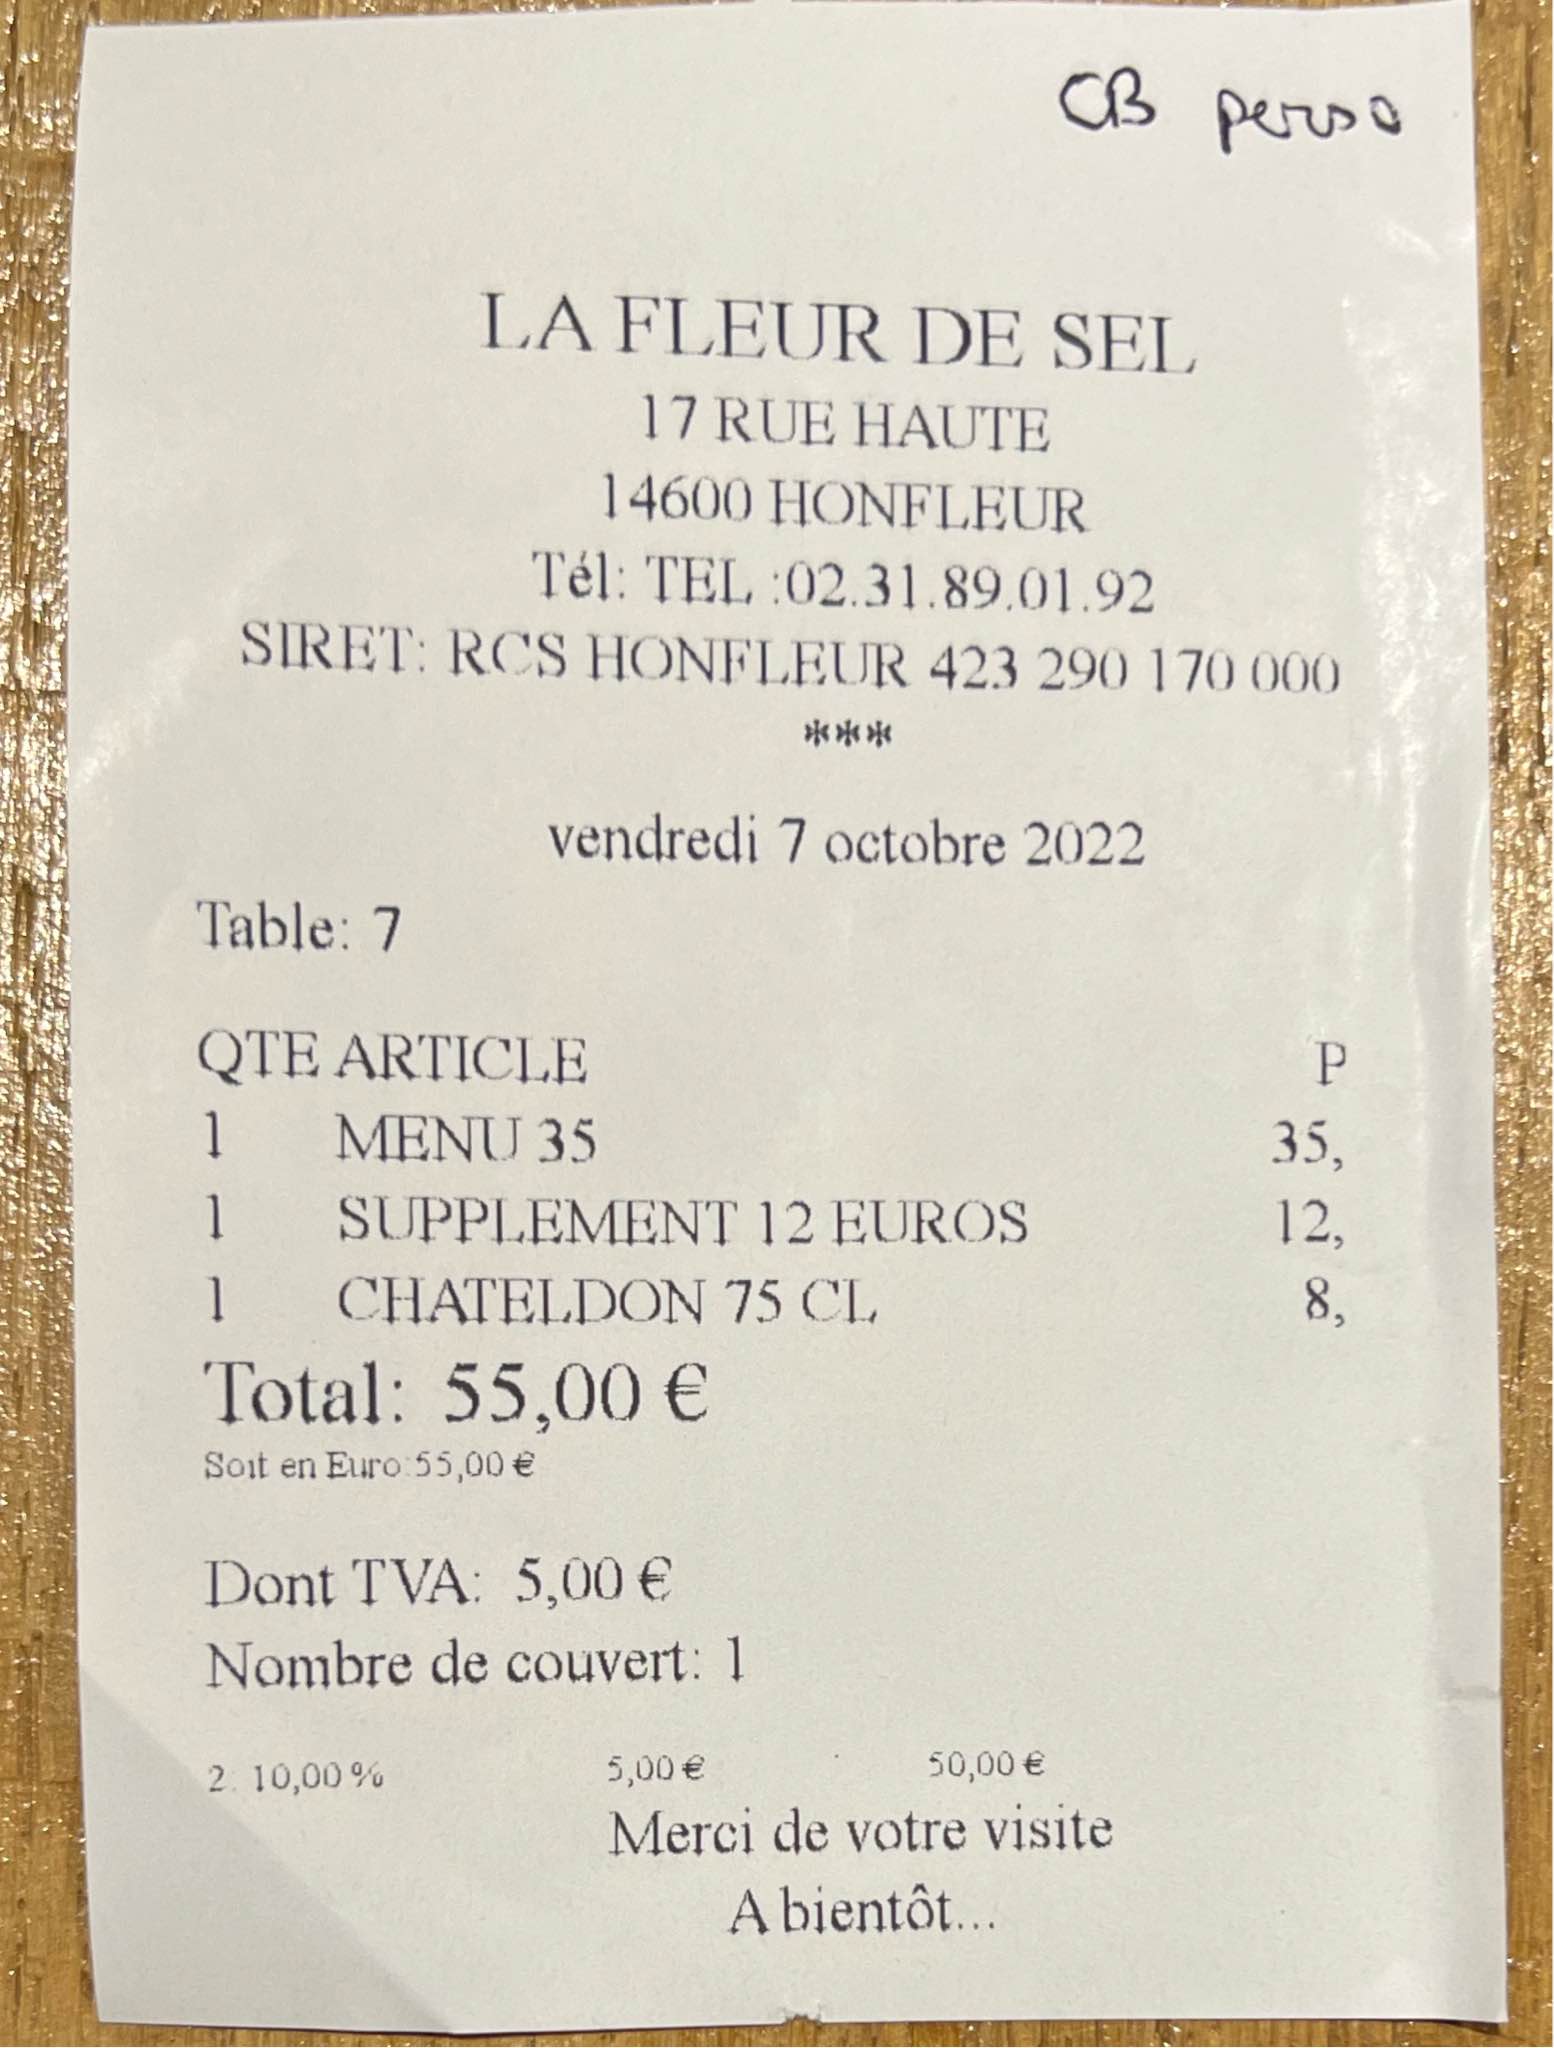 CB perso
LA FLEUR DE SEL
17 RUE HAUTE
14600 HONFLEUR
Tél: TEL :02.31.89.01.92
SIRET: RCS HONFLEUR 423 290 170 000
***
vendredi 7 octobre 2022
Table: 7
QTE ARTICLE P
1 MENU 35 35,
1 SUPPLEMENT 12 EUROS 12,
1 CHATELDON 75 CL 8,
Total: 55,00 €
Soit en Euro:55,00 €
Dont TVA: 5,00 €
Nombre de couvert: 1
2: 10,00 % 5,00 € 50,00 €
Merci de votre visite
A bientôt...